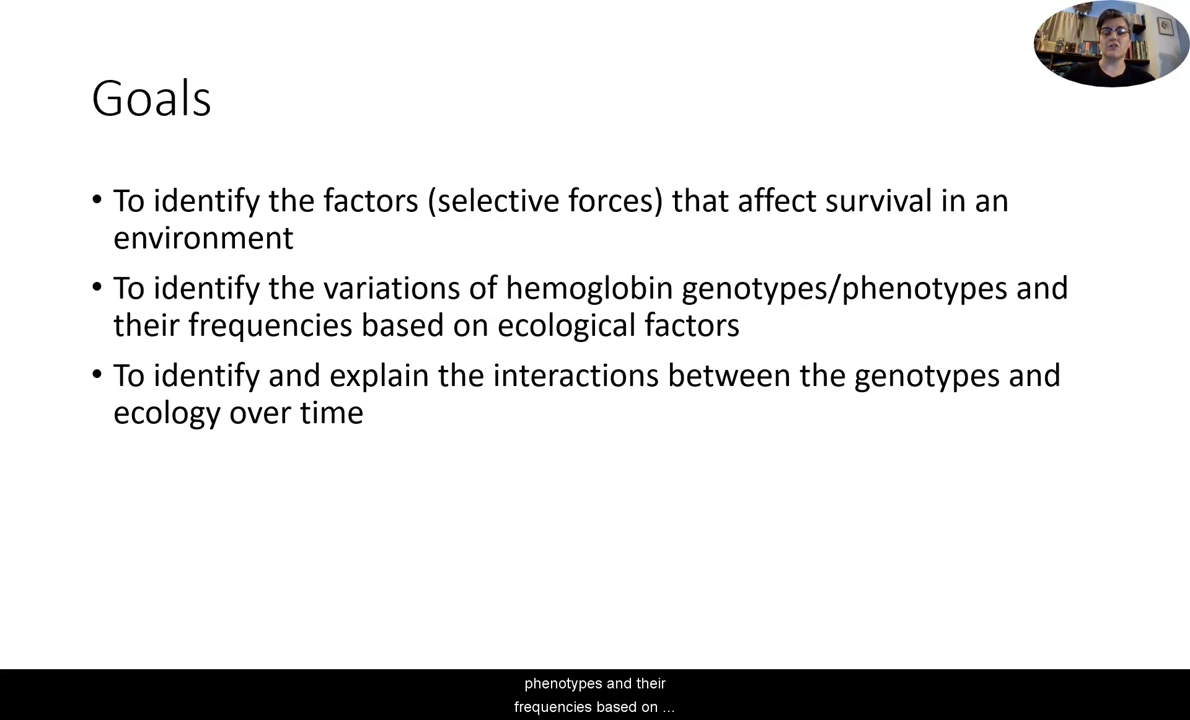 Goals
• To identify the factors (selective forces) that affect survival in an
environment
• To identify the variations of hemoglobin genotypes/phenotypes and
their frequencies based on ecological factors
• To identify and explain the interactions between the genotypes and
ecology over time
phenotypes and their
frequencies based on ...